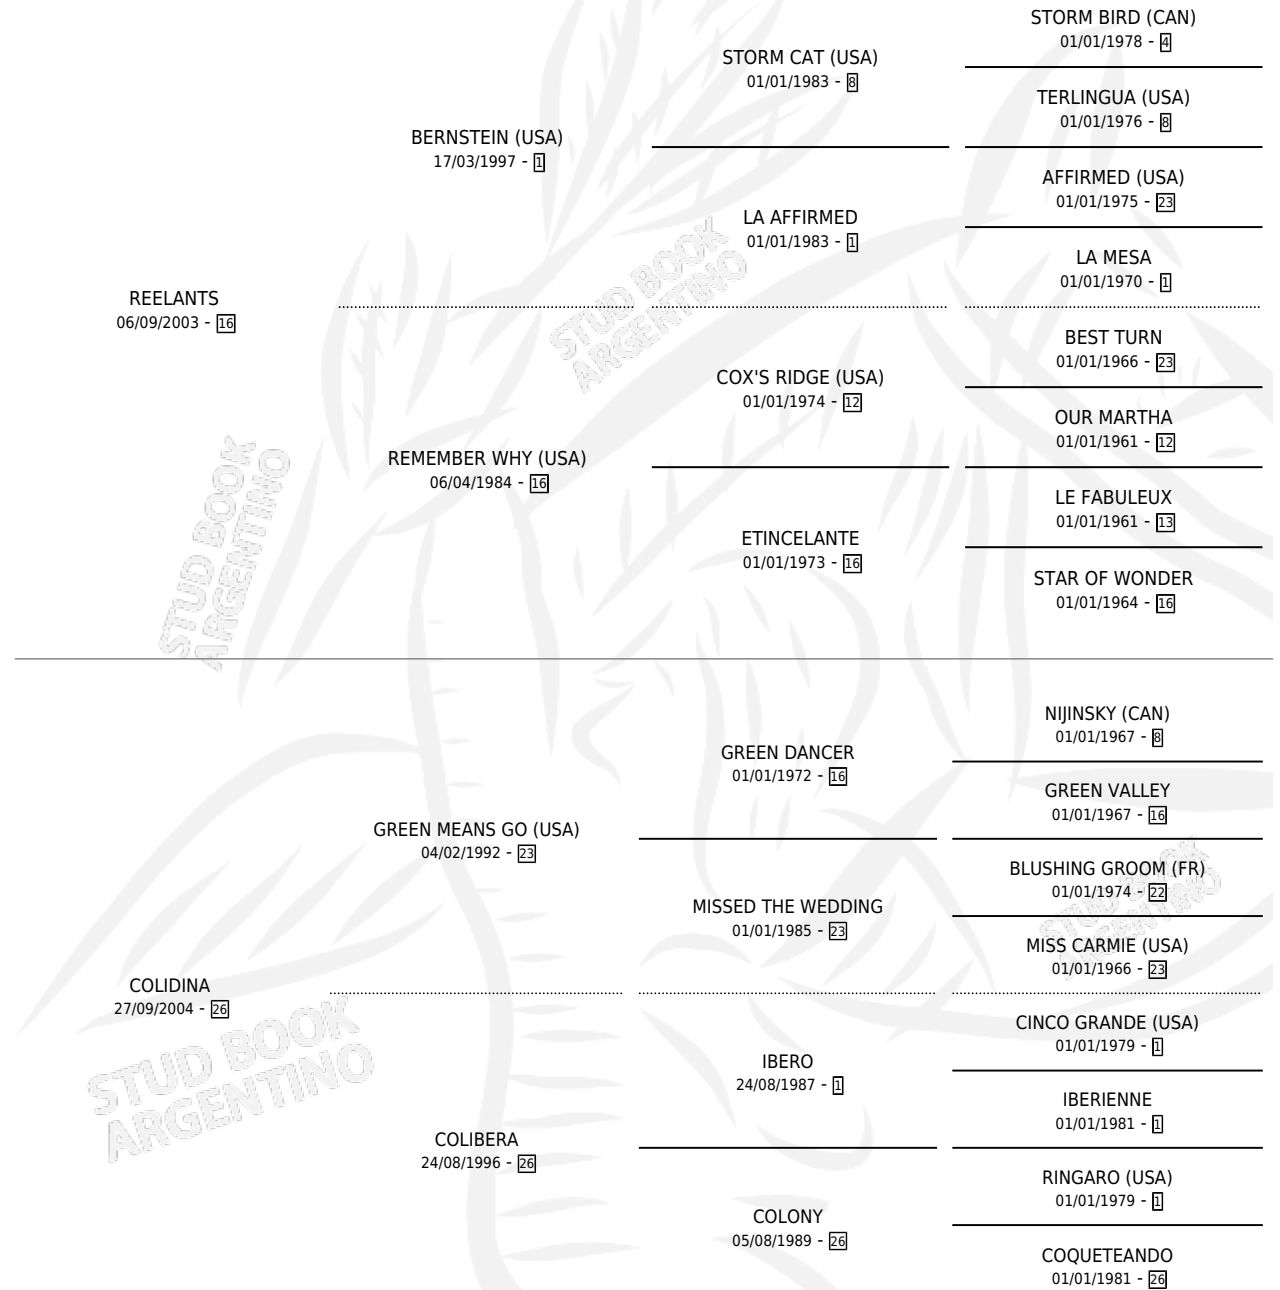 STORM BIRD (CAN)
01/01/1978 - 4
STORM CAT (USA)
01/01/1983 - 8
TERLINGUA (USA)
01/01/1976 - 8
BERNSTEIN (USA)
17/03/1997 - 1
AFFIRMED (USA)
01/01/1975 - 23
LA AFFIRMED
01/01/1983 - 1
LA MESA
01/01/1970 - 1
REELANTS
06/09/2003 - 16
BEST TURN
01/01/1966 - 23
COX'S RIDGE (USA)
01/01/1974 - 12
OUR MARTHA
01/01/1961 - 12
REMEMBER WHY (USA)
06/04/1984 - 16
LE FABULEUX
01/01/1961 - 13
ETINCELANTE
01/01/1973 - 16
STAR OF WONDER
01/01/1964 - 16
NIJINSKY (CAN)
01/01/1967 - 8
GREEN DANCER
01/01/1972 - 16
GREEN VALLEY
01/01/1967 - 16
GREEN MEANS GO (USA)
04/02/1992 - 23
BLUSHING GROOM (FR)
01/01/1974 - 22
MISSED THE WEDDING
01/01/1985 - 23
MISS CARMIE (USA)
01/01/1966 - 23
COLIDINA
27/09/2004 - 26
CINCO GRANDE (USA)
01/01/1979 - 1
IBERO
24/08/1987 - 1
IBERIENNE
01/01/1981 - 1
COLIBERA
24/08/1996 - 26
RINGARO (USA)
01/01/1979 - 1
COLONY
05/08/1989 - 26
COQUETEANDO
01/01/1981 - 26
STUD BOOK
ARGENTINO
STUD BOOK
ARGENTINO
STUD BOOK
ARGENTINO
STUD BOOK
ARGENTINO